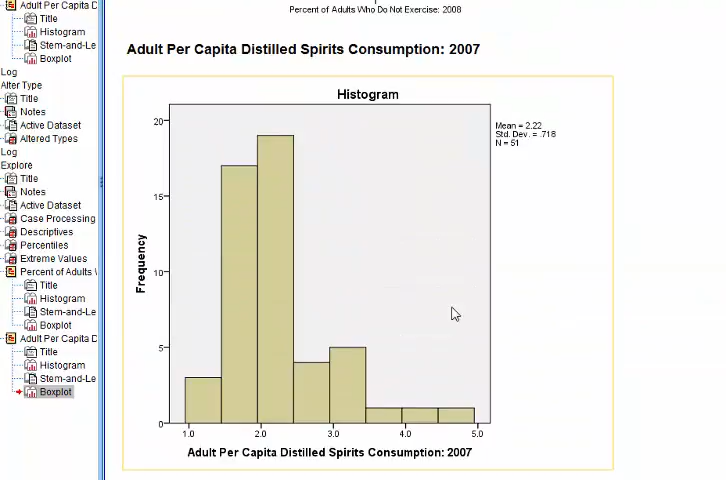 Adult Per Capita D
Title
Histogram
Stem-and-Le
Boxplot
Log
Alter Type
Title
Notes
Active Dataset
Altered Types
Log
Explore
Title
Notes
Active Dataset
Case Processing
Descriptives
Percentiles
Extreme Values
Percent of Adults W
Title
Histogram
Stem-and-Le
Boxplot
Adult Per Capita D
Title
Histogram
Stem-and-Le
Boxplot
Percent of Adults Who Do Not Exercise: 2008
Adult Per Capita Distilled Spirits Consumption: 2007
Histogram
Mean = 2.22
Std. Dev. = .718
N = 51
Frequency
20
15
10
5
0
1.0 2.0 3.0 4.0 5.0
Adult Per Capita Distilled Spirits Consumption: 2007